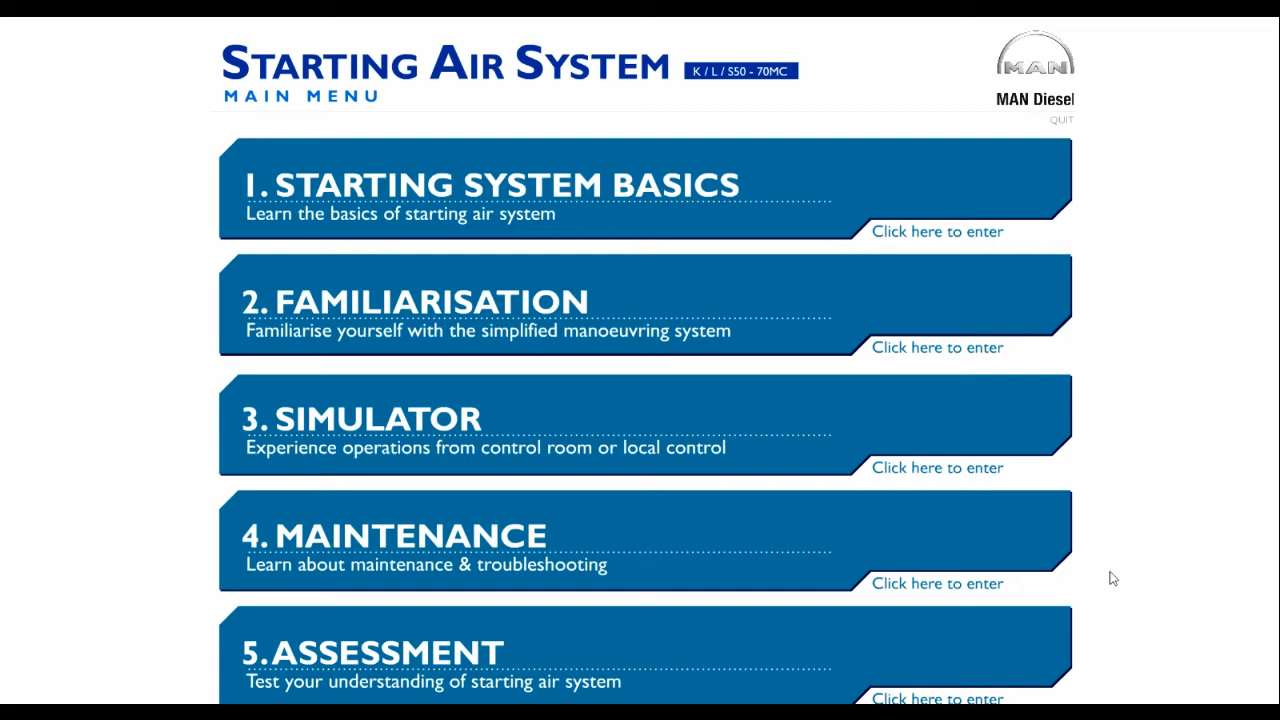 STARTING AIR SYSTEM K / L / S50 - 70MC
MAIN MENU
MAN
MAN Diesel
QUIT
1. STARTING SYSTEM BASICS
Learn the basics of starting air system
Click here to enter
2. FAMILIARISATION
Familiarise yourself with the simplified manoeuvring system
Click here to enter
3. SIMULATOR
Experience operations from control room or local control
Click here to enter
4. MAINTENANCE
Learn about maintenance & troubleshooting
Click here to enter
5. ASSESSMENT
Test your understanding of starting air system
Click here to enter